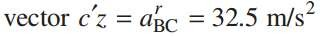 vector c′z = a^r_BC = 32.5 m/s²